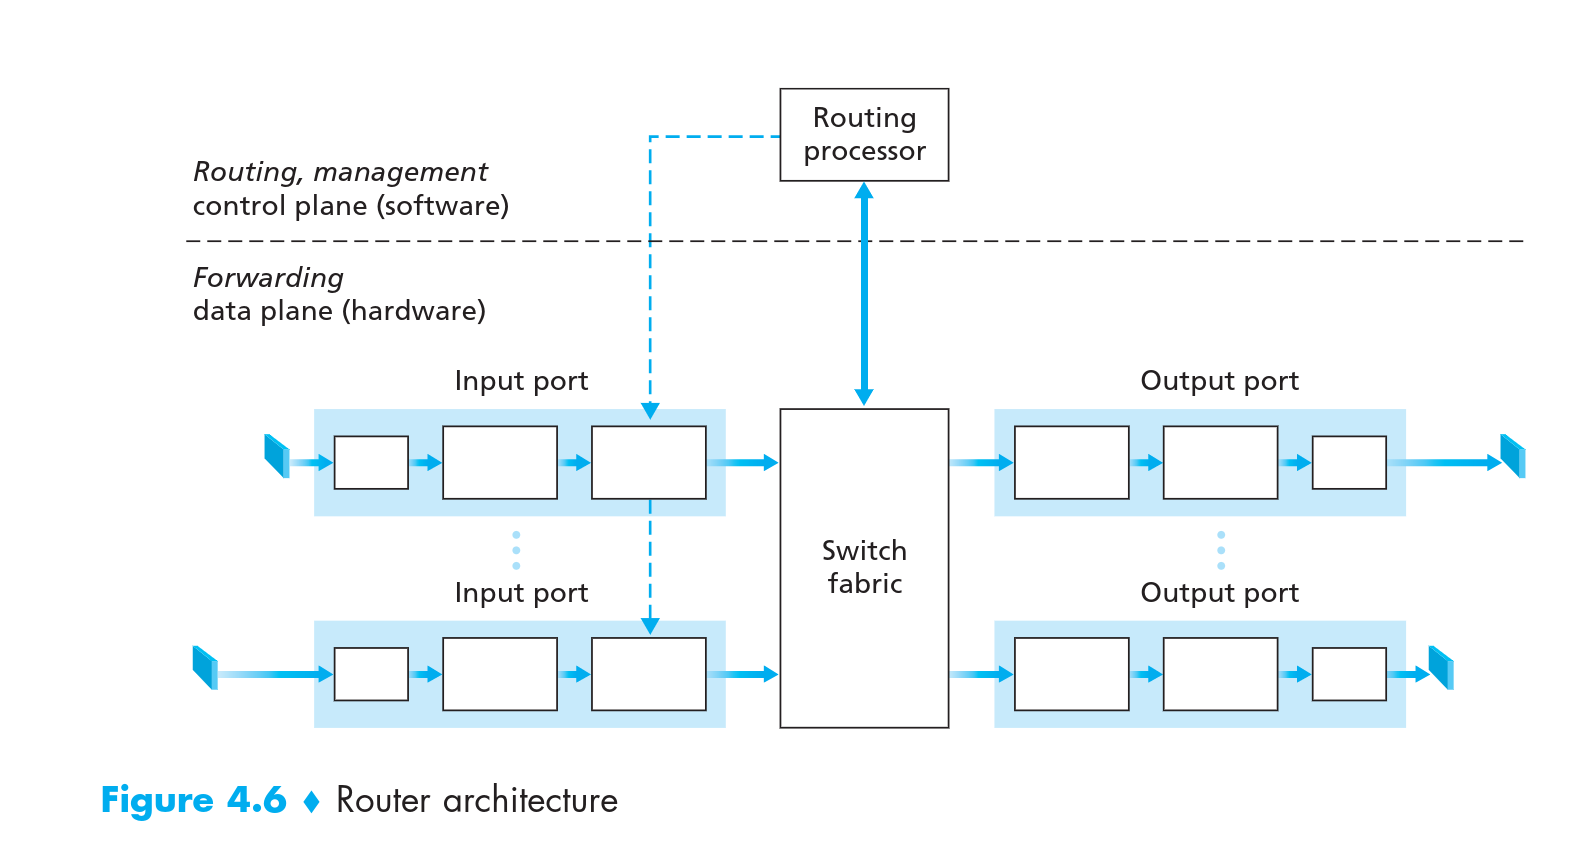 Routing
processor
Routing, management
control plane (software)
Forwarding
data plane (hardware)
Input port
Output port
Switch
fabric
Input port
Output port
Figure 4.6 ♦ Router architecture